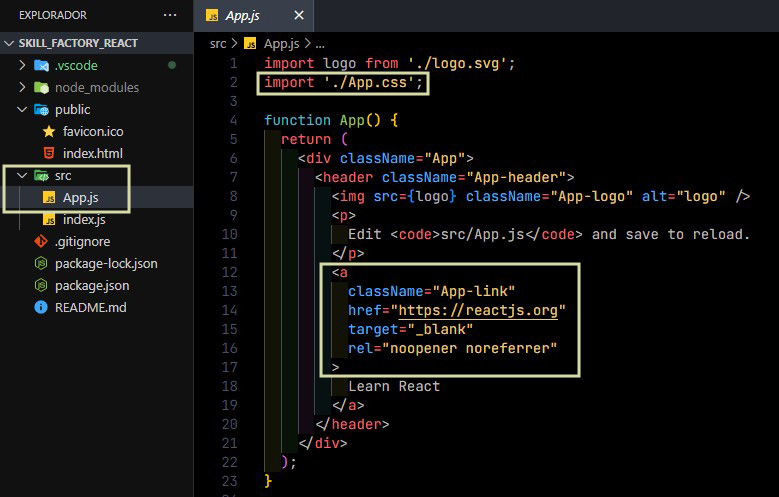 EXPLORADOR ...
SKILL_FACTORY_REACT
.vscode
node_modules
public
favicon.ico
index.html
src
App.js
index.js
.gitignore
package-lock.json
package.json
README.md
JS App.js ×
src > JS App.js > ...
1 import logo from './logo.svg';
2 import './App.css';
3
4 function App() {
5 return (
6 <div className="App">
7 <header className="App-header">
8 <img src={logo} className="App-logo" alt="logo" />
9 <p>
10 Edit <code>src/App.js</code> and save to reload.
11 </p>
12 <a
13 className="App-link"
14 href="https://reactjs.org"
15 target="_blank"
16 rel="noopener noreferrer"
17 >
18 Learn React
19 </a>
20 </header>
21 </div>
22 );
23 }